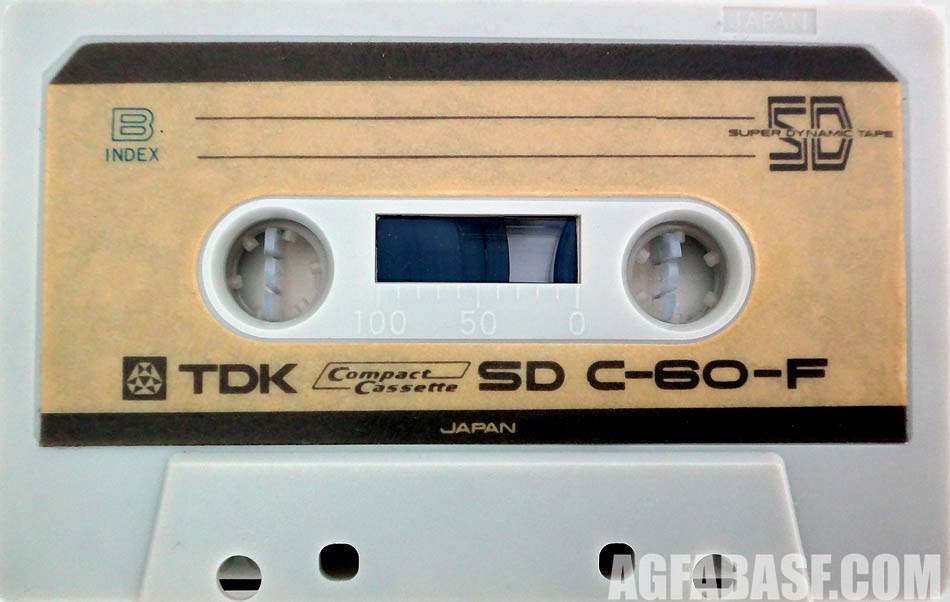 JAPAN
B
INDEX
SD
SUPER DYNAMIC TAPE
100 50 0
TDK Compact Cassette SD C-60-F
JAPAN
AGFABASF.COM